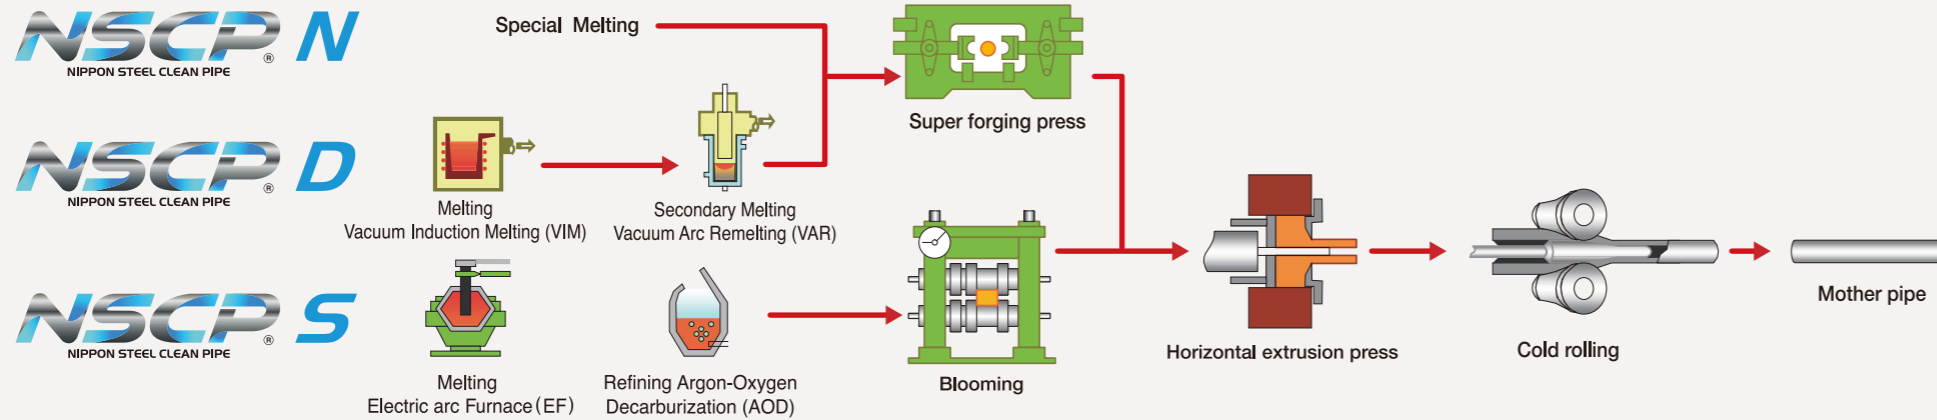 NSCP® N
NIPPON STEEL CLEAN PIPE
Special Melting
Super forging press
NSCP® D
NIPPON STEEL CLEAN PIPE
Melting
Vacuum Induction Melting (VIM)
Secondary Melting
Vacuum Arc Remelting (VAR)
NSCP® S
NIPPON STEEL CLEAN PIPE
Melting
Electric arc Furnace (EF)
Refining Argon-Oxygen
Decarburization (AOD)
Blooming
Horizontal extrusion press
Cold rolling
Mother pipe